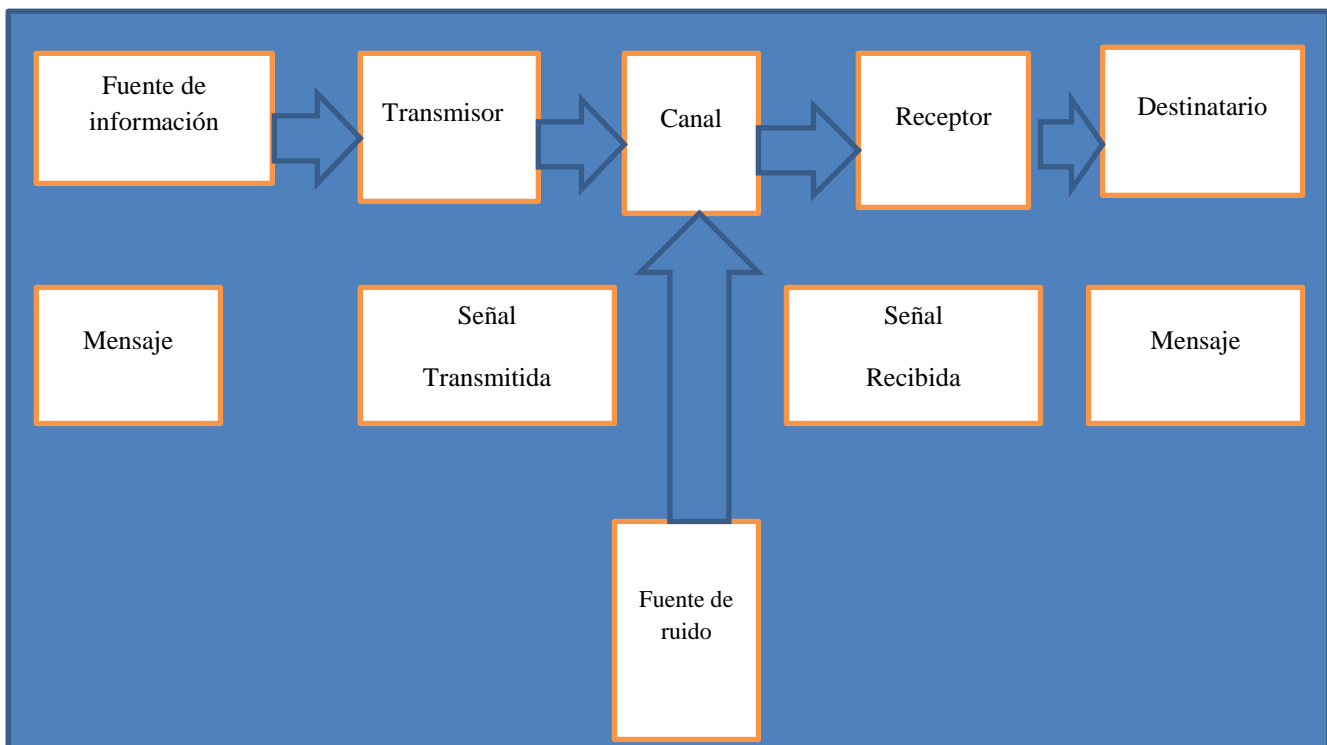 Fuente de
información
Transmisor
Canal
Receptor
Destinatario
Mensaje
Señal
Transmitida
Señal
Recibida
Mensaje
Fuente de
ruido